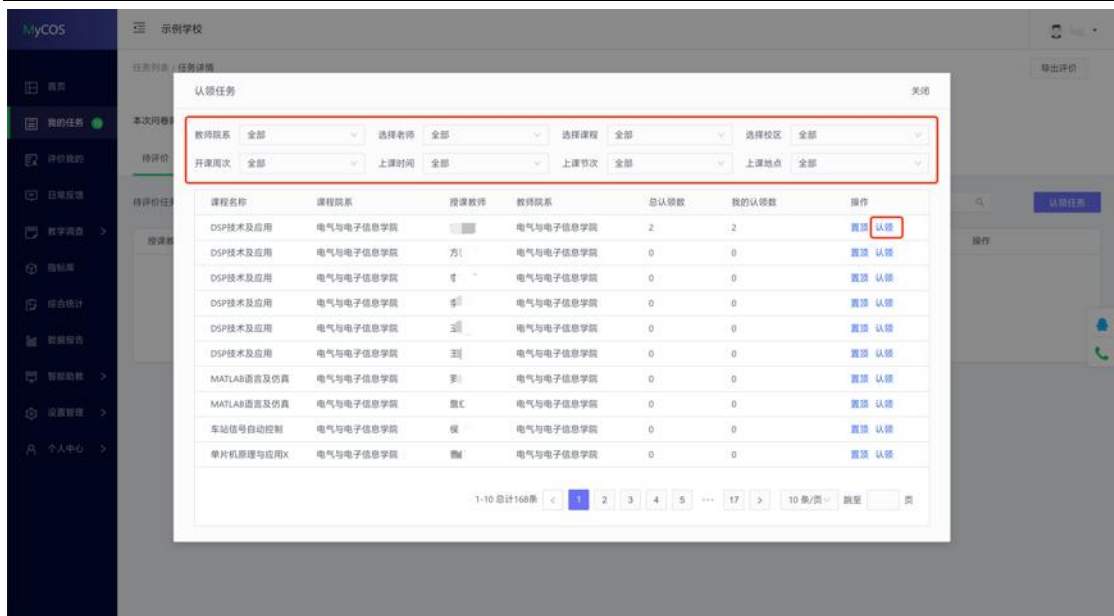 MyCOS 示例学校
任务列表 / 任务详情 导出评价
首页
我的任务
评价我的
日常反馈
教学调查
指标库
综合统计
数据报告
智能助教
设置管理
个人中心
本次问卷
待评价
待评价任务 认领任务
授课教 操作
认领任务 关闭
教师院系 全部 选择老师 全部 选择课程 全部 选择校区 全部
开课周次 全部 上课时间 全部 上课节次 全部 上课地点 全部
课程名称 课程院系 授课教师 教师院系 总认领数 我的认领数 操作
DSP技术及应用 电气与电子信息学院 电气与电子信息学院 2 2 置顶 认领
DSP技术及应用 电气与电子信息学院 方 电气与电子信息学院 0 0 置顶 认领
DSP技术及应用 电气与电子信息学院 电气与电子信息学院 0 0 置顶 认领
DSP技术及应用 电气与电子信息学院 电气与电子信息学院 0 0 置顶 认领
DSP技术及应用 电气与电子信息学院 电气与电子信息学院 0 0 置顶 认领
DSP技术及应用 电气与电子信息学院 电气与电子信息学院 0 0 置顶 认领
MATLAB语言及仿真 电气与电子信息学院 电气与电子信息学院 0 0 置顶 认领
MATLAB语言及仿真 电气与电子信息学院 电气与电子信息学院 0 0 置顶 认领
车站信号自动控制 电气与电子信息学院 侯 电气与电子信息学院 0 0 置顶 认领
单片机原理与应用X 电气与电子信息学院 电气与电子信息学院 0 0 置顶 认领
1-10 总计168条 < 1 2 3 4 5 ··· 17 > 10 条/页 跳至 页